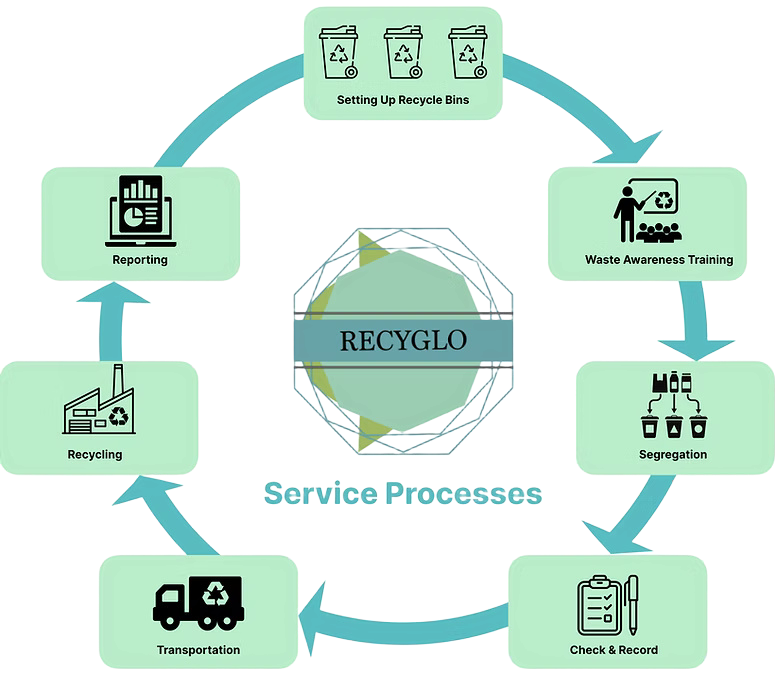 Setting Up Recycle Bins
Waste Awareness Training
Segregation
Check & Record
Transportation
Recycling
Reporting
RECYGLO
Service Processes